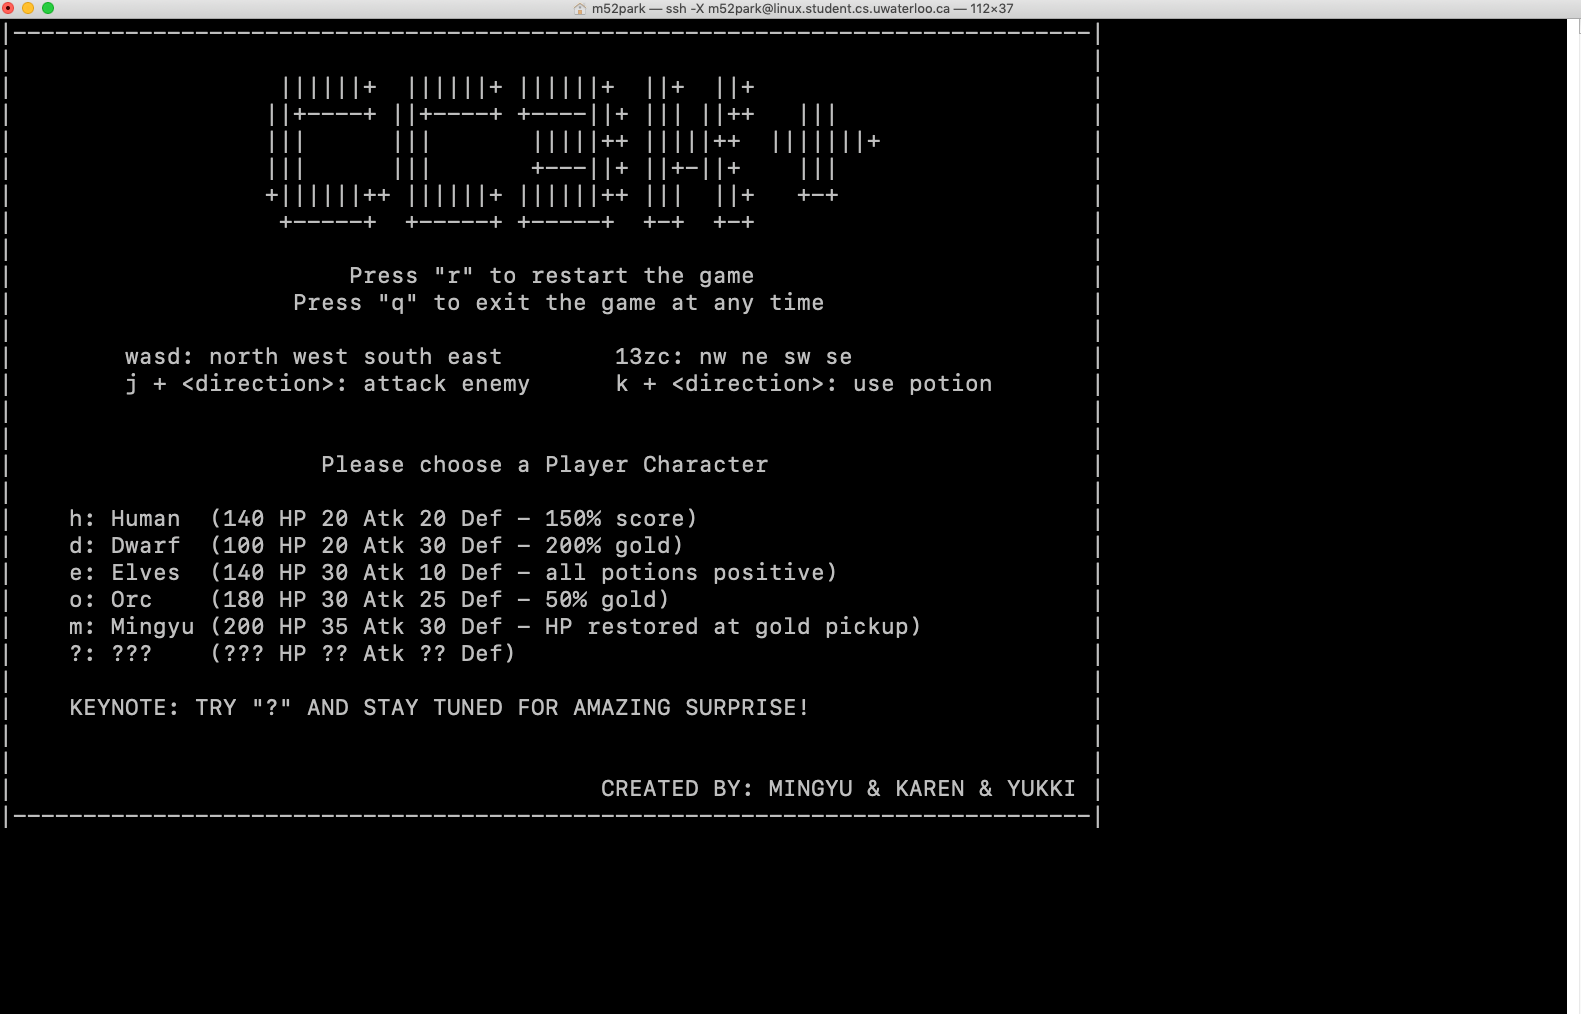 m52park — ssh -X m52park@linux.student.cs.uwaterloo.ca — 112×37
CC3K+
Press "r" to restart the game
Press "q" to exit the game at any time
wasd: north west south east 13zc: nw ne sw se
j + <direction>: attack enemy k + <direction>: use potion
Please choose a Player Character
h: Human (140 HP 20 Atk 20 Def - 150% score)
d: Dwarf (100 HP 20 Atk 30 Def - 200% gold)
e: Elves (140 HP 30 Atk 10 Def - all potions positive)
o: Orc (180 HP 30 Atk 25 Def - 50% gold)
m: Mingyu (200 HP 35 Atk 30 Def - HP restored at gold pickup)
?: ??? (??? HP ?? Atk ?? Def)
KEYNOTE: TRY "?" AND STAY TUNED FOR AMAZING SURPRISE!
CREATED BY: MINGYU & KAREN & YUKKI